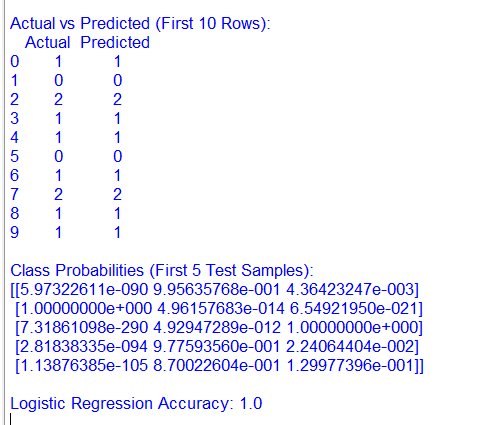 Actual vs Predicted (First 10 Rows):
Actual Predicted
0 1 1
1 0 0
2 2 2
3 1 1
4 1 1
5 0 0
6 1 1
7 2 2
8 1 1
9 1 1
Class Probabilities (First 5 Test Samples):
[[5.97322611e-090 9.95635768e-001 4.36423247e-003]
[1.00000000e+000 4.96157683e-014 6.54921950e-021]
[7.31861098e-290 4.92947289e-012 1.00000000e+000]
[2.81838335e-094 9.77593560e-001 2.24064404e-002]
[1.13876385e-105 8.70022604e-001 1.29977396e-001]]
Logistic Regression Accuracy: 1.0